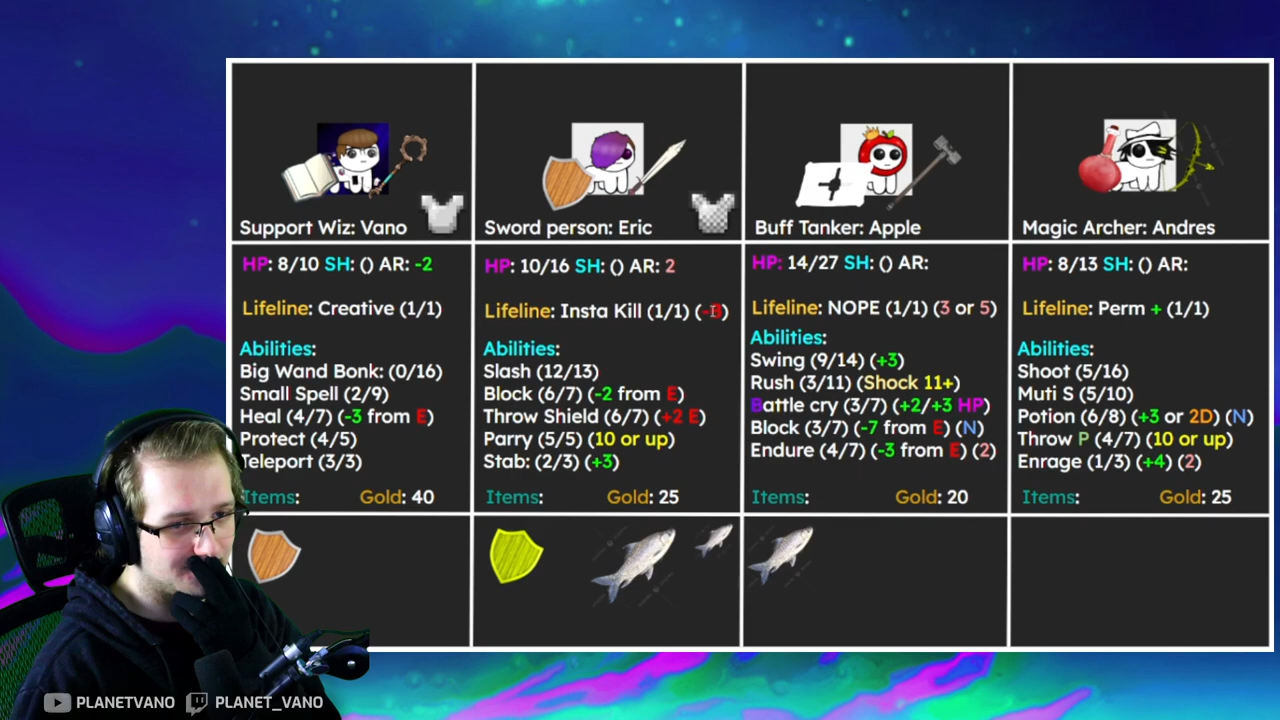 Support Wiz: Vano
HP: 8/10 SH: () AR: -2
Lifeline: Creative (1/1)
Abilities:
Big Wand Bonk: (0/16)
Small Spell (2/9)
Heal (4/7) (-3 from E)
Protect (4/5)
Teleport (3/3)
Items: Gold: 40
Sword person: Eric
HP: 10/16 SH: () AR: 2
Lifeline: Insta Kill (1/1)
Abilities:
Slash (12/13)
Block (6/7) (-2 from E)
Throw Shield (6/7) (+2 E)
Parry (5/5) (10 or up)
Stab: (2/3) (+3)
Items: Gold: 25
Buff Tanker: Apple
HP: 14/27 SH: () AR:
Lifeline: NOPE (1/1) (3 or 5)
Abilities:
Swing (9/14) (+3)
Rush (3/11) (Shock 11+)
Battle cry (3/7) (+2/+3 HP)
Block (3/7) (-7 from E) (N)
Endure (4/7) (-3 from E) (2)
Items: Gold: 20
Magic Archer: Andres
HP: 8/13 SH: () AR:
Lifeline: Perm + (1/1)
Abilities:
Shoot (5/16)
Muti S (5/10)
Potion (6/8) (+3 or 2D) (N)
Throw P (4/7) (10 or up)
Enrage (1/3) (+4) (2)
Items: Gold: 25
PLANETVANO PLANET_VANO